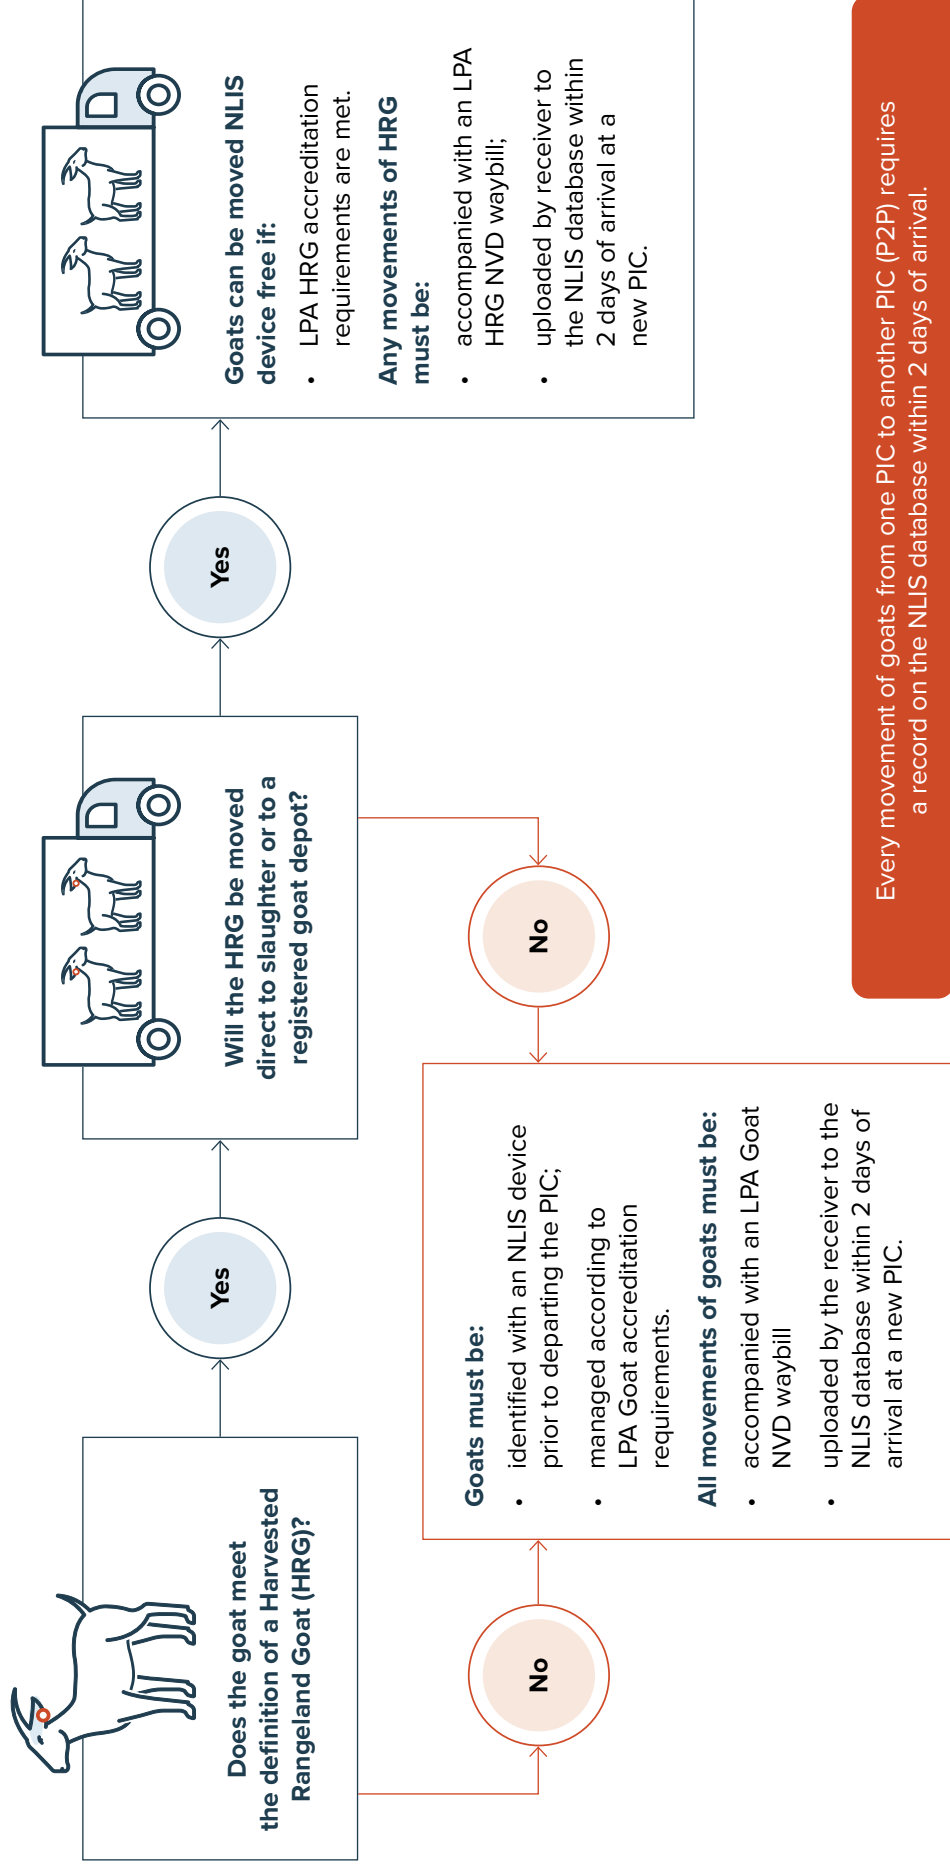 Does the goat meet
the definition of a Harvested
Rangeland Goat (HRG)?
Yes
Will the HRG be moved
direct to slaughter or to a
registered goat depot?
Yes
Goats can be moved NLIS
device free if:
• LPA HRG accreditation
requirements are met.
Any movements of HRG
must be:
• accompanied with an LPA
HRG NVD waybill;
• uploaded by receiver to
the NLIS database within
2 days of arrival at a
new PIC.
No
Goats must be:
• identified with an NLIS device
prior to departing the PIC;
• managed according to
LPA Goat accreditation
requirements.
All movements of goats must be:
• accompanied with an LPA Goat
NVD waybill
• uploaded by the receiver to the
NLIS database within 2 days of
arrival at a new PIC.
No
Every movement of goats from one PIC to another PIC (P2P) requires
a record on the NLIS database within 2 days of arrival.